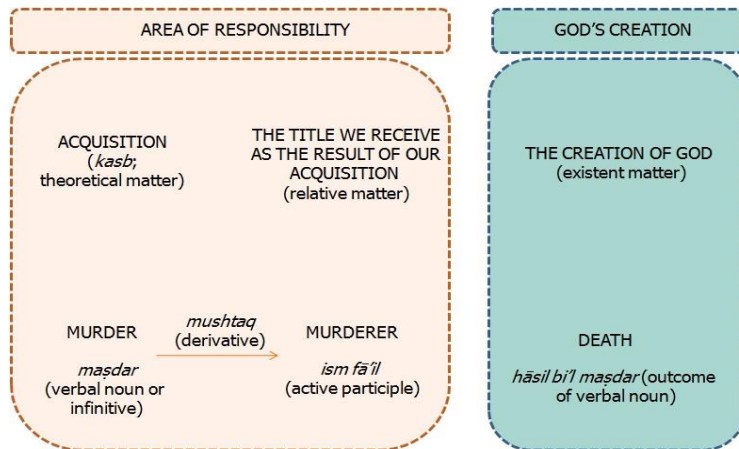 AREA OF RESPONSIBILITY
GOD'S CREATION
ACQUISITION
(kasb;
theoretical matter)
THE TITLE WE RECEIVE
AS THE RESULT OF OUR
ACQUISITION
(relative matter)
THE CREATION OF GOD
(existent matter)
MURDER
maṣdar
(verbal noun or
infinitive)
mushtaq
(derivative)
MURDERER
ism fā'il
(active participle)
DEATH
hāsil bi'l maṣdar (outcome
of verbal noun)